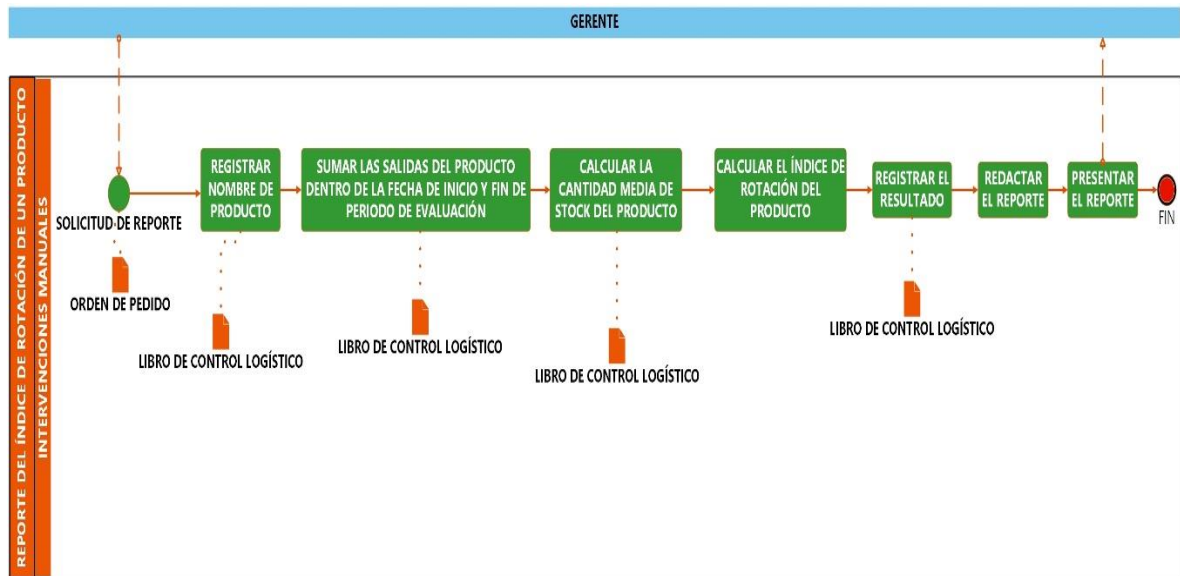 GERENTE
REPORTE DEL ÍNDICE DE ROTACIÓN DE UN PRODUCTO
INTERVENCIONES MANUALES
SOLICITUD DE REPORTE
ORDEN DE PEDIDO
REGISTRAR
NOMBRE DE
PRODUCTO
LIBRO DE CONTROL LOGÍSTICO
SUMAR LAS SALIDAS DEL PRODUCTO
DENTRO DE LA FECHA DE INICIO Y FIN DE
PERIODO DE EVALUACIÓN
LIBRO DE CONTROL LOGÍSTICO
CALCULAR LA
CANTIDAD MEDIA DE
STOCK DEL PRODUCTO
LIBRO DE CONTROL LOGÍSTICO
CALCULAR EL ÍNDICE DE
ROTACIÓN DEL
PRODUCTO
REGISTRAR EL
RESULTADO
LIBRO DE CONTROL LOGÍSTICO
REDACTAR
EL REPORTE
PRESENTAR
EL REPORTE
FIN